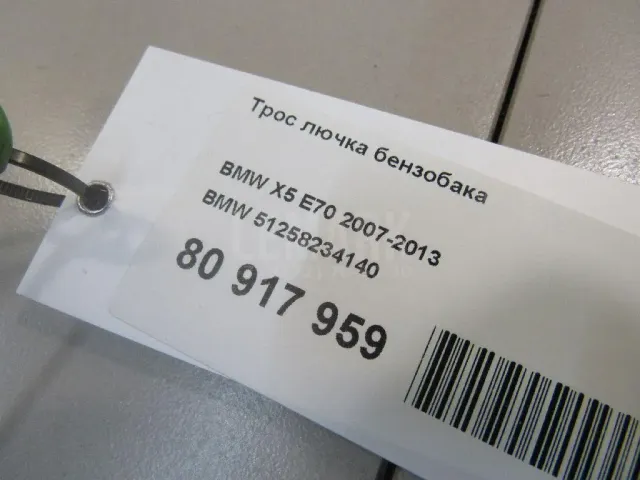 Трос лючка бензобака
BMW X5 E70 2007-2013
BMW 51258234140
80 917 959